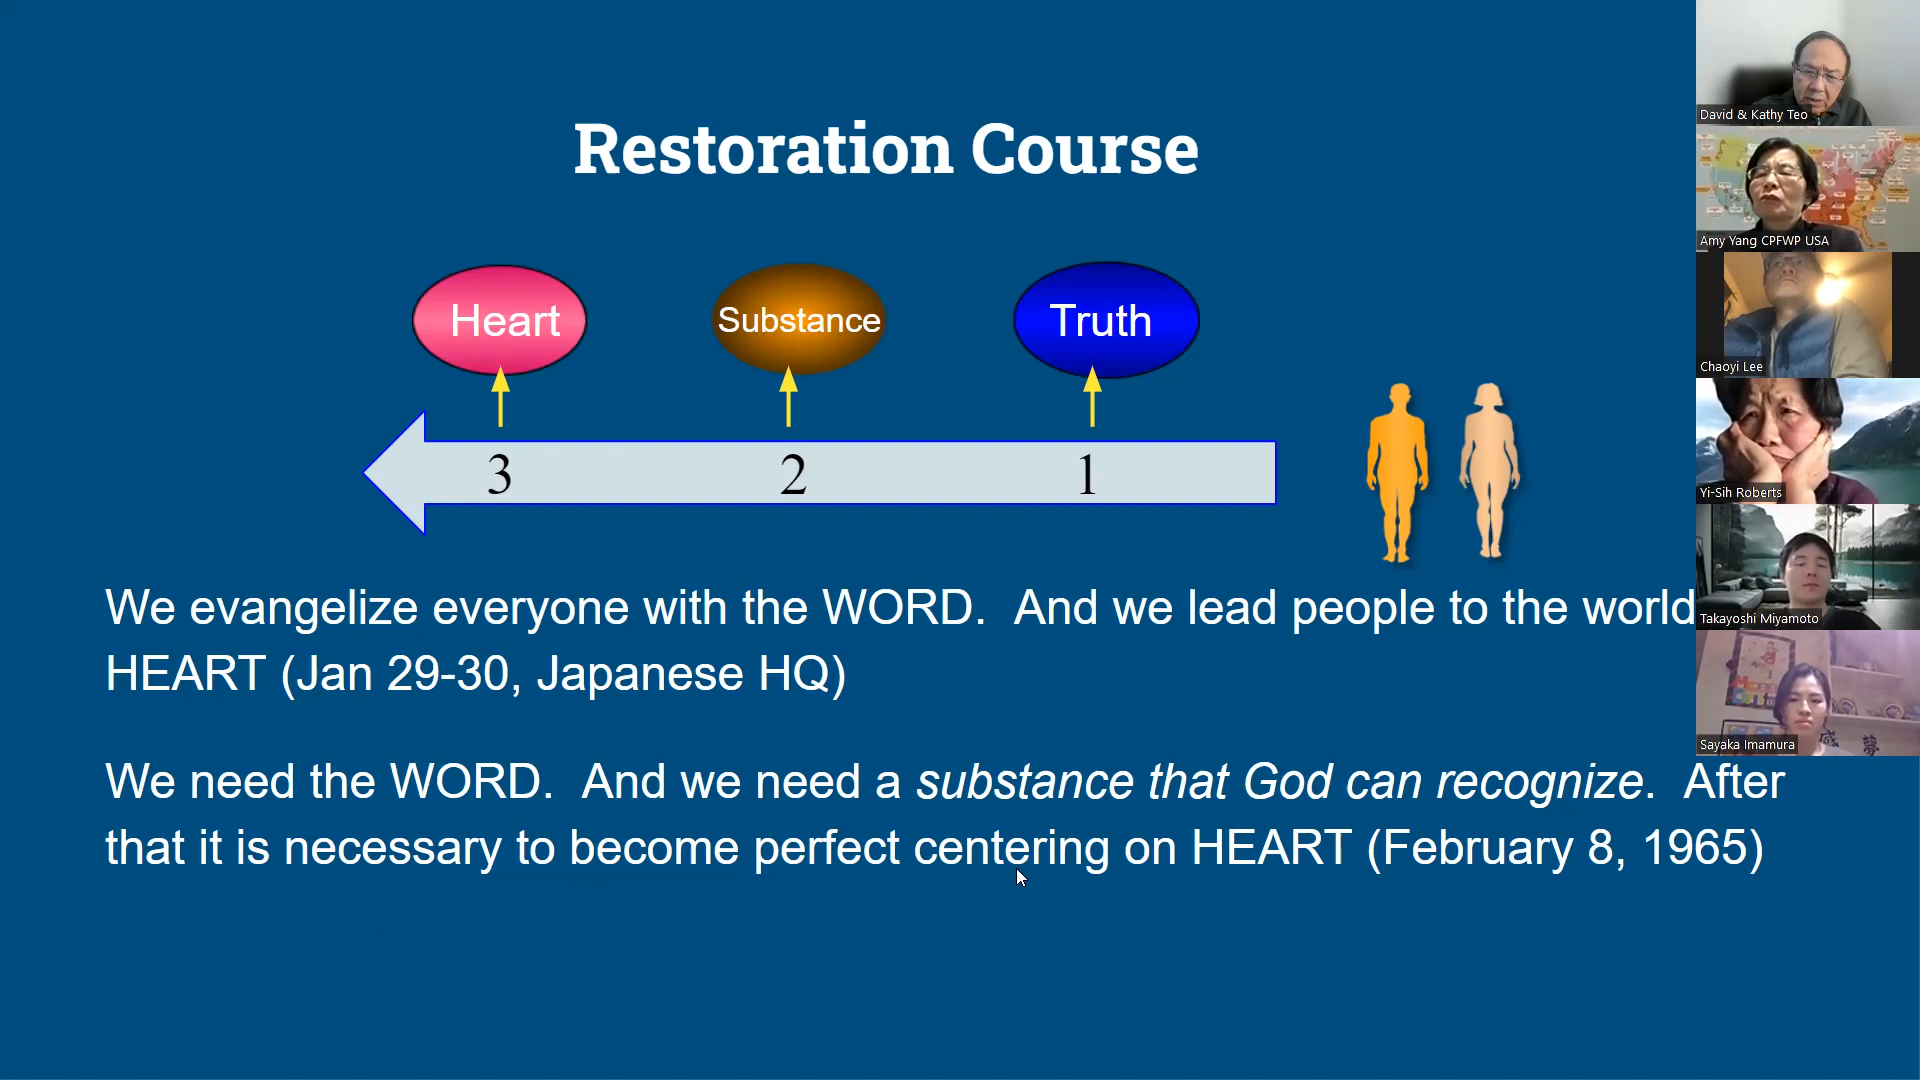 Restoration Course
Heart
Substance
Truth
3
2
1
We evangelize everyone with the WORD.  And we lead people to the world
HEART (Jan 29-30, Japanese HQ)
We need the WORD.  And we need a substance that God can recognize.  After
that it is necessary to become perfect centering on HEART (February 8, 1965)
David & Kathy Teo
Amy Yang CPFWP USA
Chaoyi Lee
Yi-Sih Roberts
Takayoshi Miyamoto
Sayaka Imamura
夢